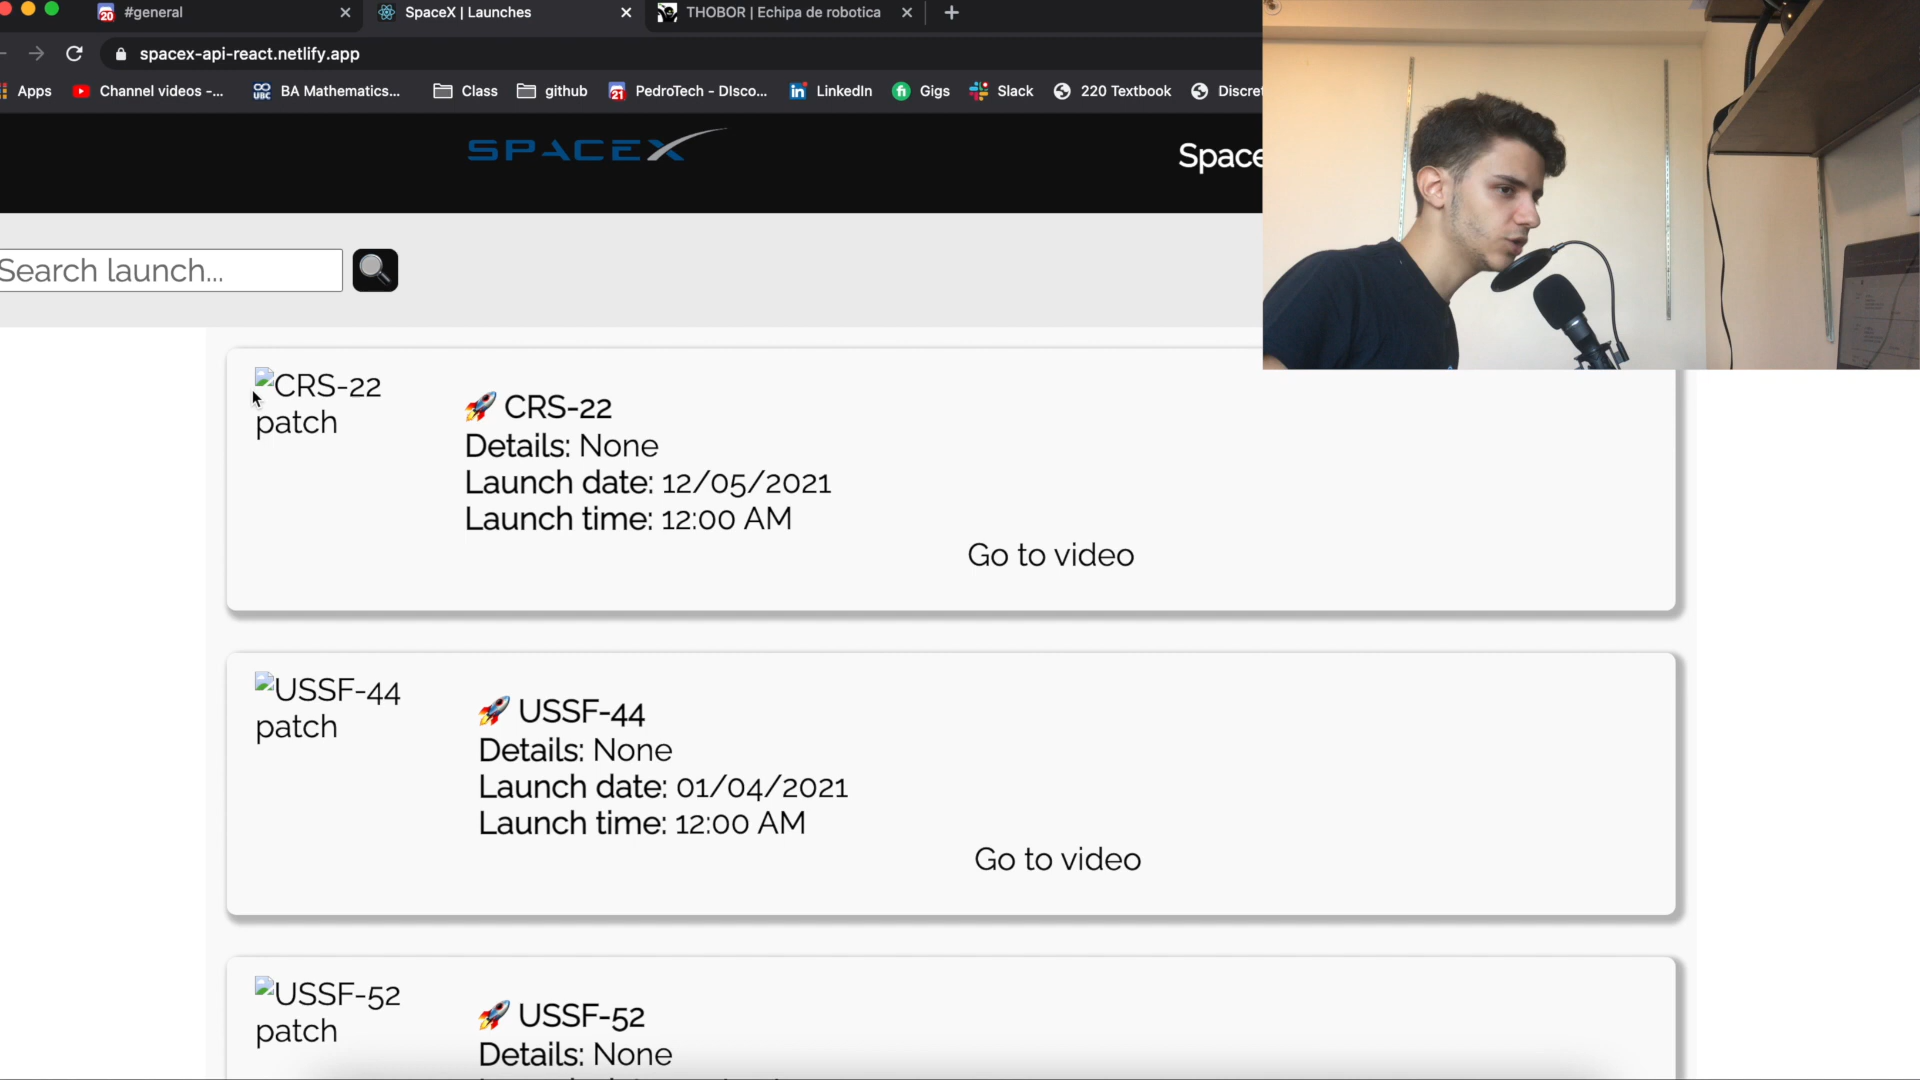 #general
SpaceX | Launches
THOBOR | Echipa de robotica
spacex-api-react.netlify.app
Apps
Channel videos -...
BA Mathematics...
Class
github
PedroTech - DIsco...
LinkedIn
Gigs
Slack
220 Textbook
Discret
SPACEX
Space
Search launch...
CRS-22
patch
🚀 CRS-22
Details: None
Launch date: 12/05/2021
Launch time: 12:00 AM
Go to video
USSF-44
patch
🚀 USSF-44
Details: None
Launch date: 01/04/2021
Launch time: 12:00 AM
Go to video
USSF-52
patch
🚀 USSF-52
Details: None